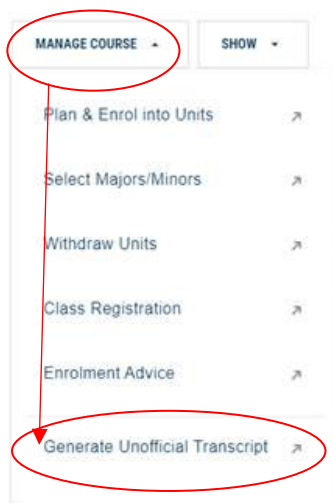 MANAGE COURSE SHOW
Plan & Enrol into Units
Select Majors/Minors
Withdraw Units
Class Registration
Enrolment Advice
Generate Unofficial Transcript